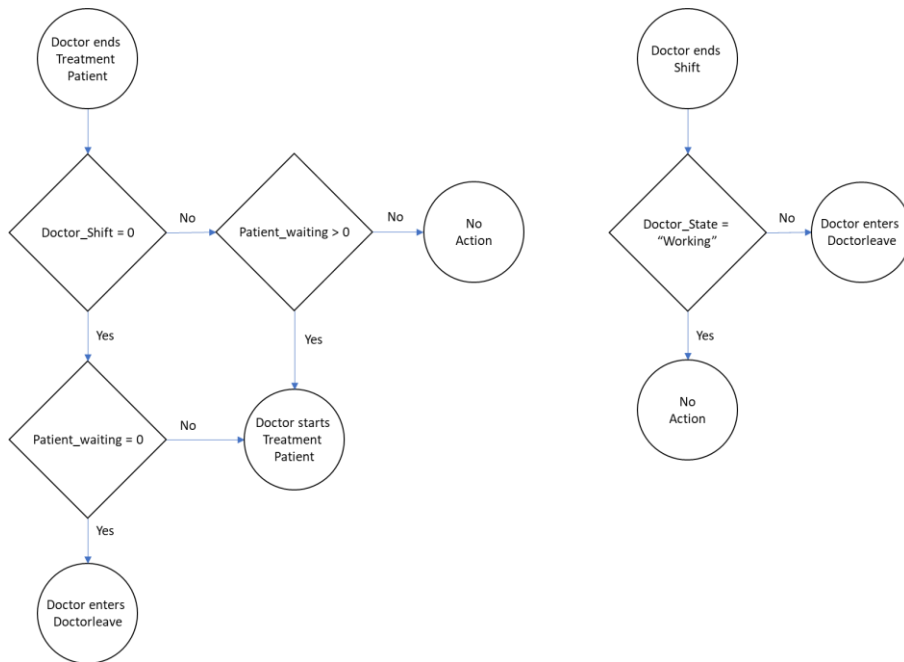 Doctor ends
Treatment
Patient
Doctor_Shift = 0
No
Patient_waiting > 0
No
No
Action
Yes
Yes
Patient_waiting = 0
No
Doctor starts
Treatment
Patient
Yes
Doctor enters
Doctorleave
Doctor ends
Shift
Doctor_State =
“Working”
No
Doctor enters
Doctorleave
Yes
No
Action